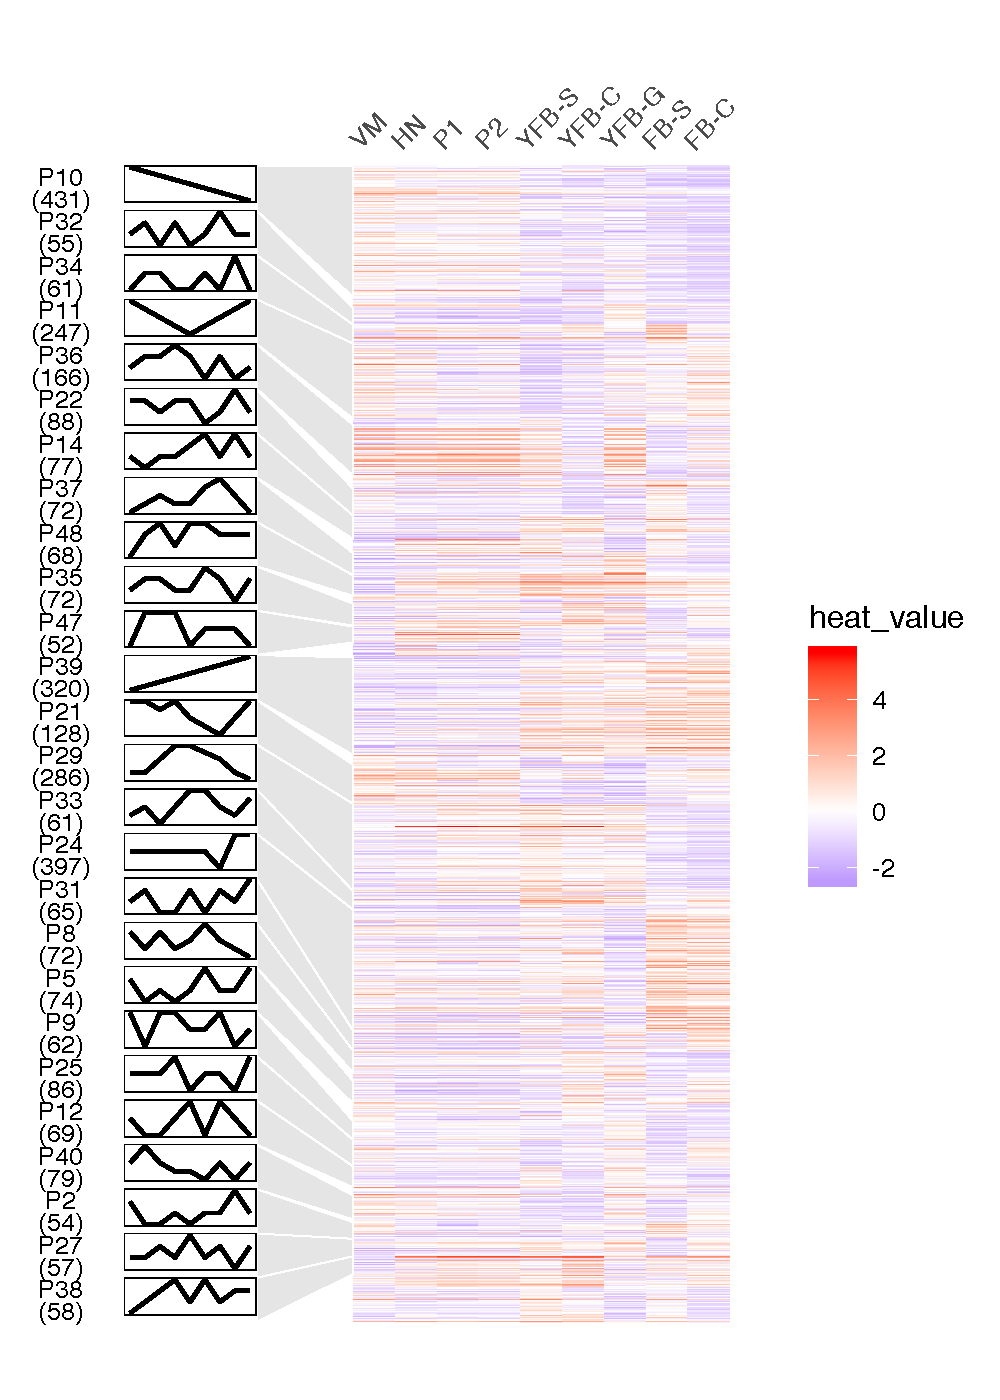 VM HN P1 P2 YFB-S YFB-C YFB-G FB-S FB-C
P10
(431)
P32
(55)
P34
(61)
P11
(247)
P36
(166)
P22
(88)
P14
(77)
P37
(72)
P48
(68)
P35
(72)
P47
(52)
P39
(320)
P21
(128)
P29
(286)
P33
(61)
P24
(397)
P31
(65)
P8
(72)
P5
(74)
P9
(62)
P25
(86)
P12
(69)
P40
(79)
P2
(54)
P27
(57)
P38
(58)
heat_value
4
2
0
-2